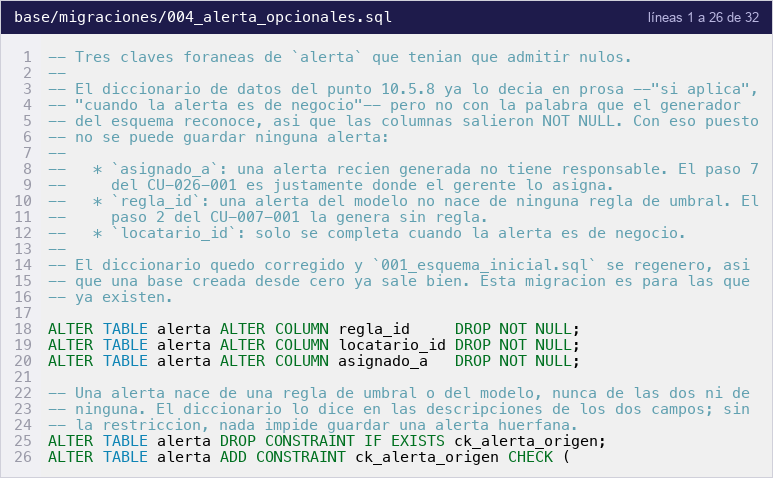 base/migraciones/004_alerta_opcionales.sql
líneas 1 a 26 de 32
1 -- Tres claves foraneas de `alerta` que tenian que admitir nulos.
2 --
3 -- El diccionario de datos del punto 10.5.8 ya lo decia en prosa --"si aplica",
4 -- "cuando la alerta es de negocio"-- pero no con la palabra que el generador
5 -- del esquema reconoce, asi que las columnas salieron NOT NULL. Con eso puesto
6 -- no se puede guardar ninguna alerta:
7 --
8 --   * `asignado_a`: una alerta recien generada no tiene responsable. El paso 7
9 --     del CU-026-001 es justamente donde el gerente lo asigna.
10 --   * `regla_id`: una alerta del modelo no nace de ninguna regla de umbral. El
11 --     paso 2 del CU-007-001 la genera sin regla.
12 --   * `locatario_id`: solo se completa cuando la alerta es de negocio.
13 --
14 -- El diccionario quedo corregido y `001_esquema_inicial.sql` se regenero, asi
15 -- que una base creada desde cero ya sale bien. Esta migracion es para las que
16 -- ya existen.
17
18 ALTER TABLE alerta ALTER COLUMN regla_id     DROP NOT NULL;
19 ALTER TABLE alerta ALTER COLUMN locatario_id DROP NOT NULL;
20 ALTER TABLE alerta ALTER COLUMN asignado_a   DROP NOT NULL;
21
22 -- Una alerta nace de una regla de umbral o del modelo, nunca de las dos ni de
23 -- ninguna. El diccionario lo dice en las descripciones de los dos campos; sin
24 -- la restriccion, nada impide guardar una alerta huerfana.
25 ALTER TABLE alerta DROP CONSTRAINT IF EXISTS ck_alerta_origen;
26 ALTER TABLE alerta ADD CONSTRAINT ck_alerta_origen CHECK (